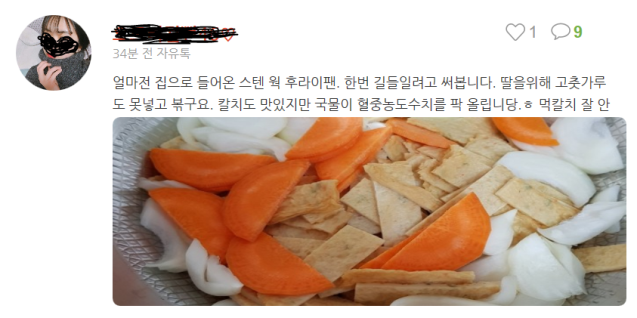 ♡ 1 9
34분 전 자유톡
얼마전 집으로 들어온 스텐 웍 후라이팬. 한번 길들일려고 써봅니다. 딸을위해 고춧가루
도 못넣고 볶구요. 칼치도 맛있지만 국물이 혈중농도수치를 팍 올립니당.ㅎ 먹칼치 잘 안